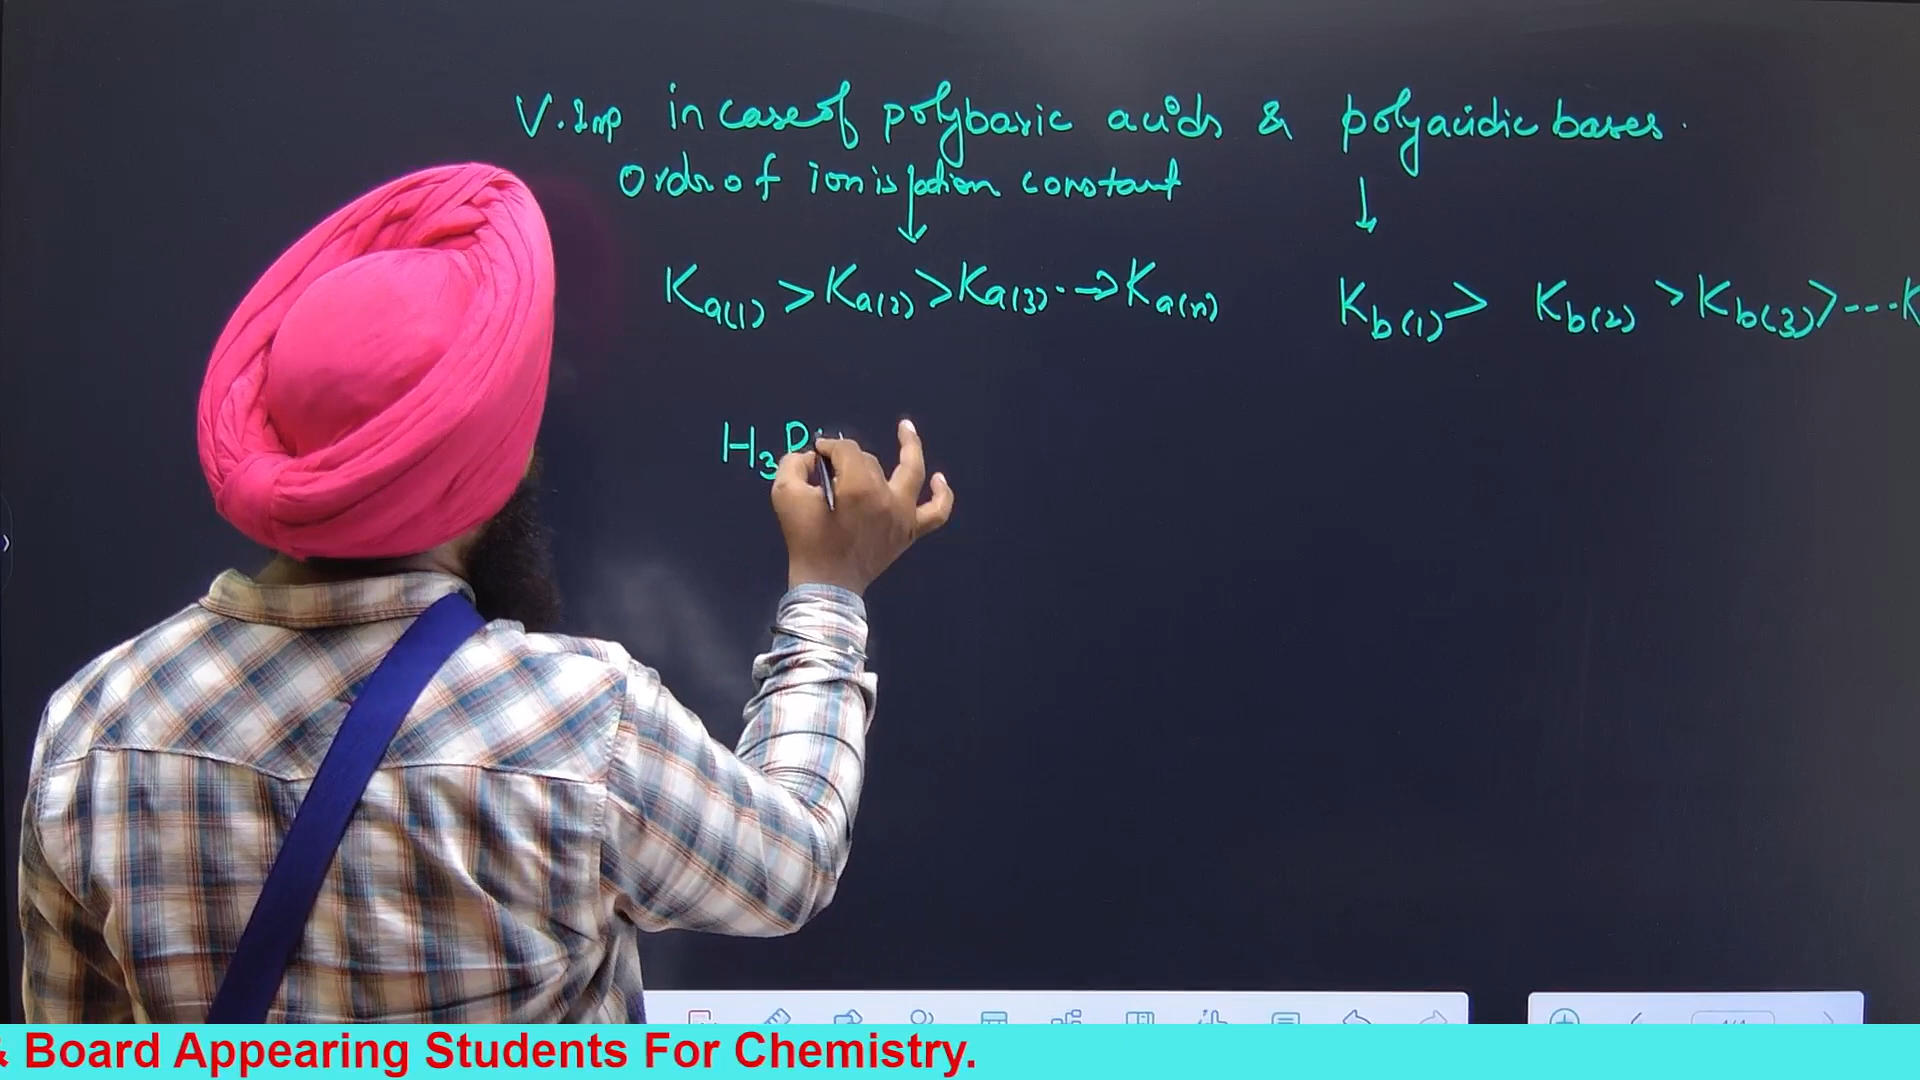 V.Imp in case of polybasic acids & polyacidic bases.
Order of ionisation constant
Ka(1) > Ka(2) > Ka(3) ... → Ka(n)
Kb(1) > Kb(2) > Kb(3) > ---- K
H3P
& Board Appearing Students For Chemistry.